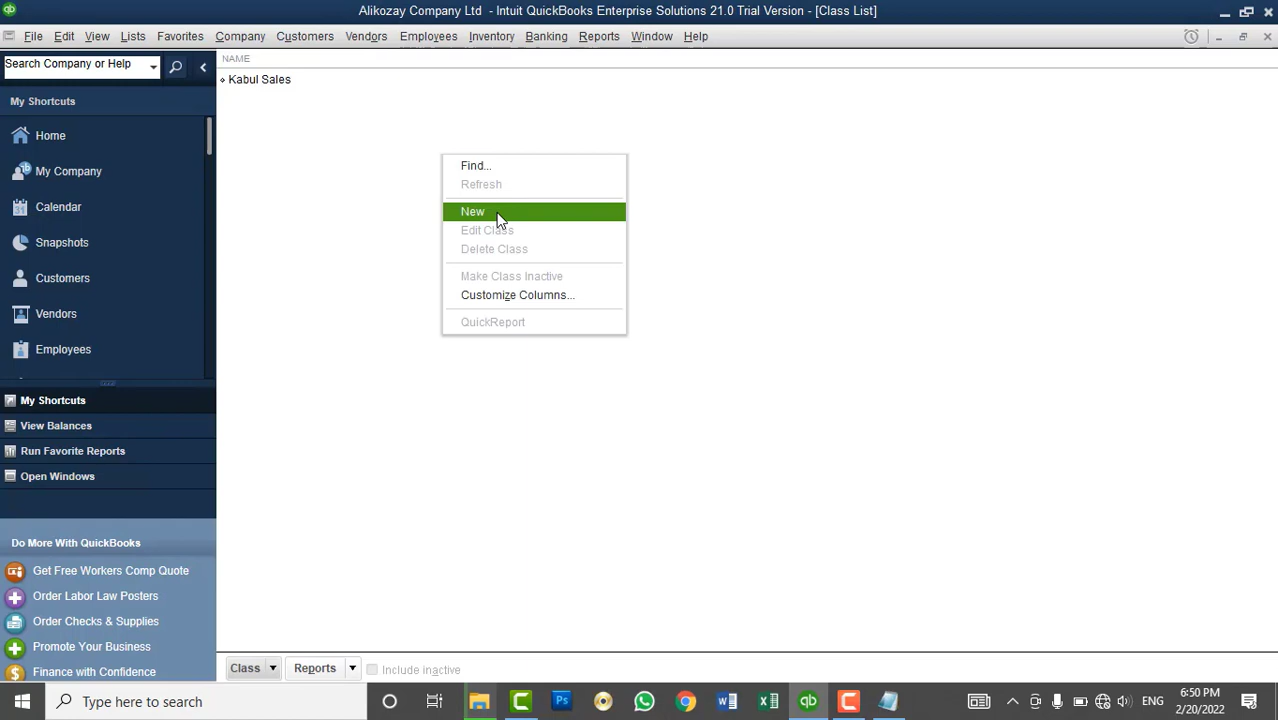 Alikozay Company Ltd - Intuit QuickBooks Enterprise Solutions 21.0 Trial Version - [Class List]
File Edit View Lists Favorites Company Customers Vendors Employees Inventory Banking Reports Window Help
Search Company or Help
NAME
Kabul Sales
My Shortcuts
Home
My Company
Calendar
Snapshots
Customers
Vendors
Employees
Find...
Refresh
New
Edit Class
Delete Class
Make Class Inactive
Customize Columns...
QuickReport
My Shortcuts
View Balances
Run Favorite Reports
Open Windows
Do More With QuickBooks
Get Free Workers Comp Quote
Order Labor Law Posters
Order Checks & Supplies
Promote Your Business
Finance with Confidence
Class Reports Include inactive
Type here to search
ENG
6:50 PM
2/20/2022